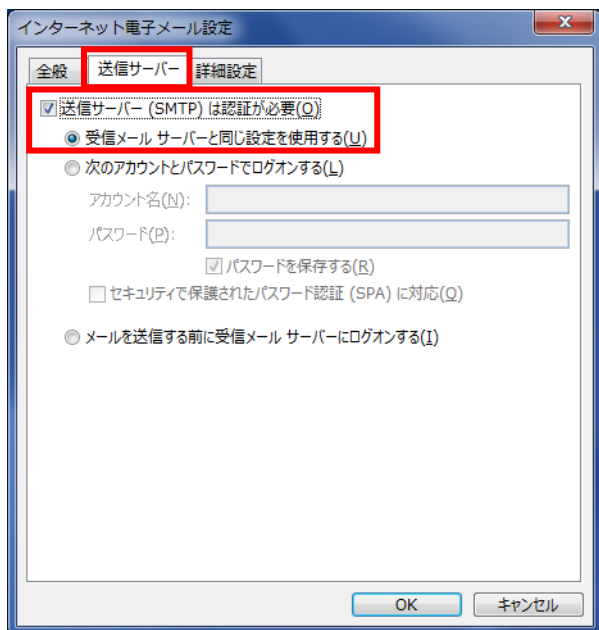 インターネット電子メール設定
全般 送信サーバー 詳細設定
送信サーバー (SMTP) は認証が必要(O)
受信メール サーバーと同じ設定を使用する(U)
次のアカウントとパスワードでログオンする(L)
アカウント名(N):
パスワード(P):
パスワードを保存する(R)
セキュリティで保護されたパスワード認証 (SPA) に対応(Q)
メールを送信する前に受信メール サーバーにログオンする(I)
OK キャンセル